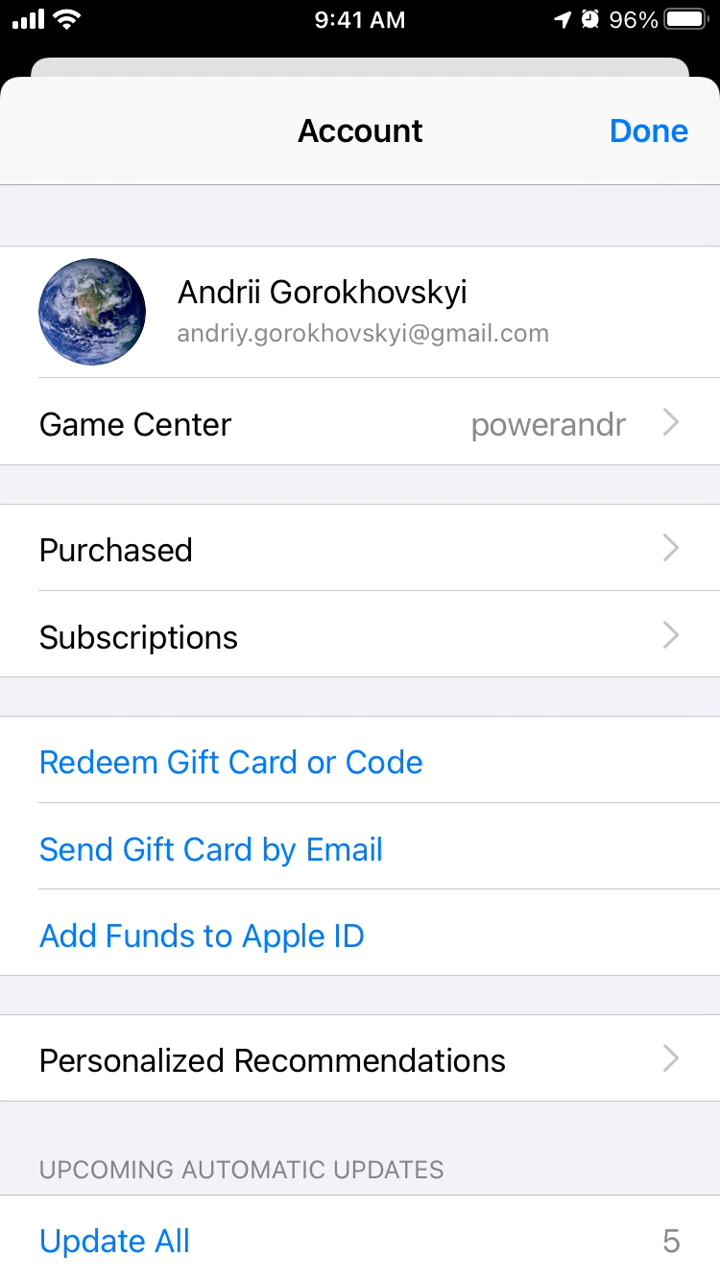 9:41 AM 96%
Account Done
Andrii Gorokhovskyi
andriy.gorokhovskyi@gmail.com
Game Center powerandr
Purchased
Subscriptions
Redeem Gift Card or Code
Send Gift Card by Email
Add Funds to Apple ID
Personalized Recommendations
UPCOMING AUTOMATIC UPDATES
Update All 5